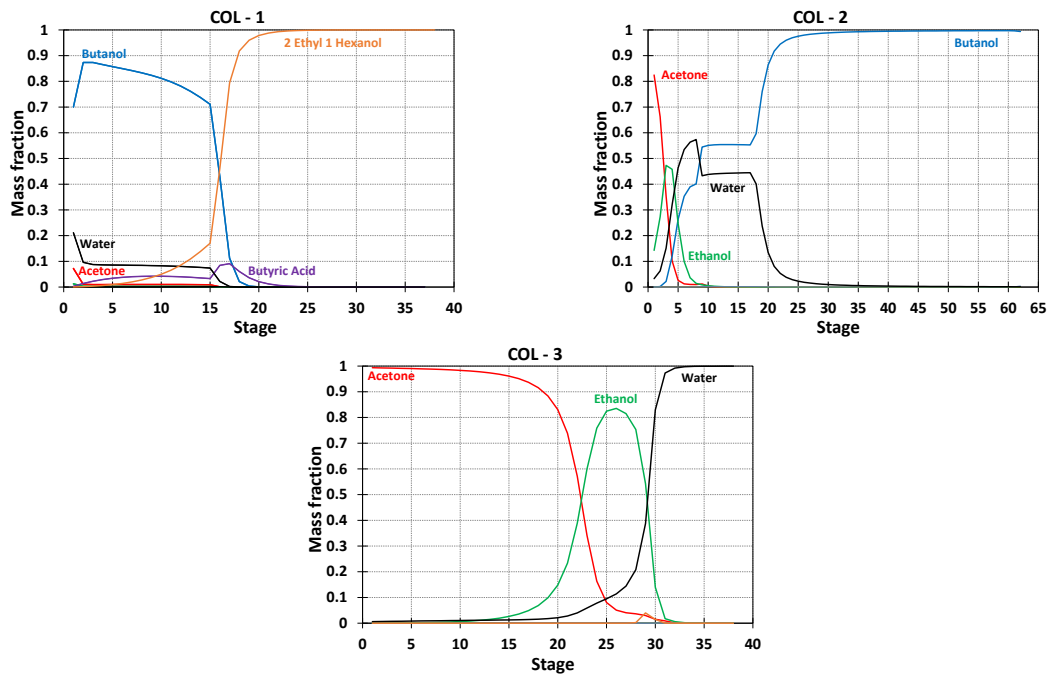 COL - 1
Mass fraction
1
0.9
0.8
0.7
0.6
0.5
0.4
0.3
0.2
0.1
0
Butanol
2 Ethyl 1 Hexanol
Water
Acetone
Butyric Acid
0 5 10 15 20 25 30 35 40
Stage
COL - 2
Mass fraction
1
0.9
0.8
0.7
0.6
0.5
0.4
0.3
0.2
0.1
0
Butanol
Acetone
Water
Ethanol
0 5 10 15 20 25 30 35 40 45 50 55 60 65
Stage
COL - 3
Mass fraction
1
0.9
0.8
0.7
0.6
0.5
0.4
0.3
0.2
0.1
0
Acetone
Water
Ethanol
0 5 10 15 20 25 30 35 40
Stage